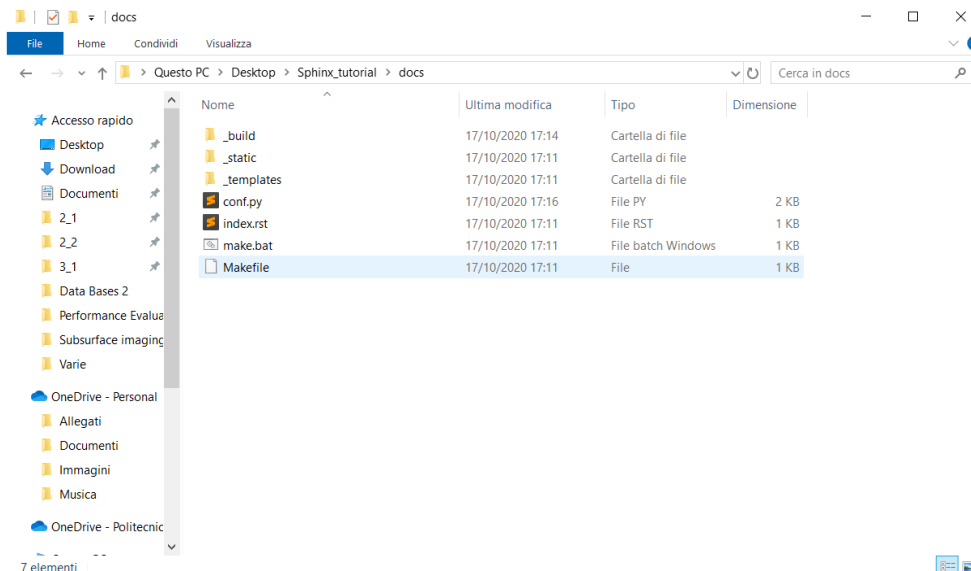 docs
File Home Condividi Visualizza
Questo PC > Desktop > Sphinx_tutorial > docs
Cerca in docs
Nome Ultima modifica Tipo Dimensione
Accesso rapido
Desktop
Download
Documenti
2_1
2_2
3_1
Data Bases 2
Performance Evalua
Subsurface imaging
Varie
OneDrive - Personal
Allegati
Documenti
Immagini
Musica
OneDrive - Politecnic
_build 17/10/2020 17:14 Cartella di file
_static 17/10/2020 17:11 Cartella di file
_templates 17/10/2020 17:11 Cartella di file
conf.py 17/10/2020 17:16 File PY 2 KB
index.rst 17/10/2020 17:11 File RST 1 KB
make.bat 17/10/2020 17:11 File batch Windows 1 KB
Makefile 17/10/2020 17:11 File 1 KB
7 elementi